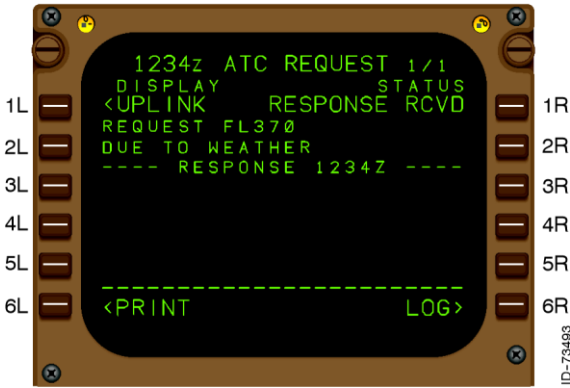 1234z ATC REQUEST 1/1
DISPLAY STATUS
1L <UPLINK RESPONSE RCVD 1R
REQUEST FL370
2L DUE TO WEATHER 2R
---- RESPONSE 1234Z ----
3L 3R
4L 4R
5L 5R
------------------------
6L <PRINT LOG> 6R
ID-73493